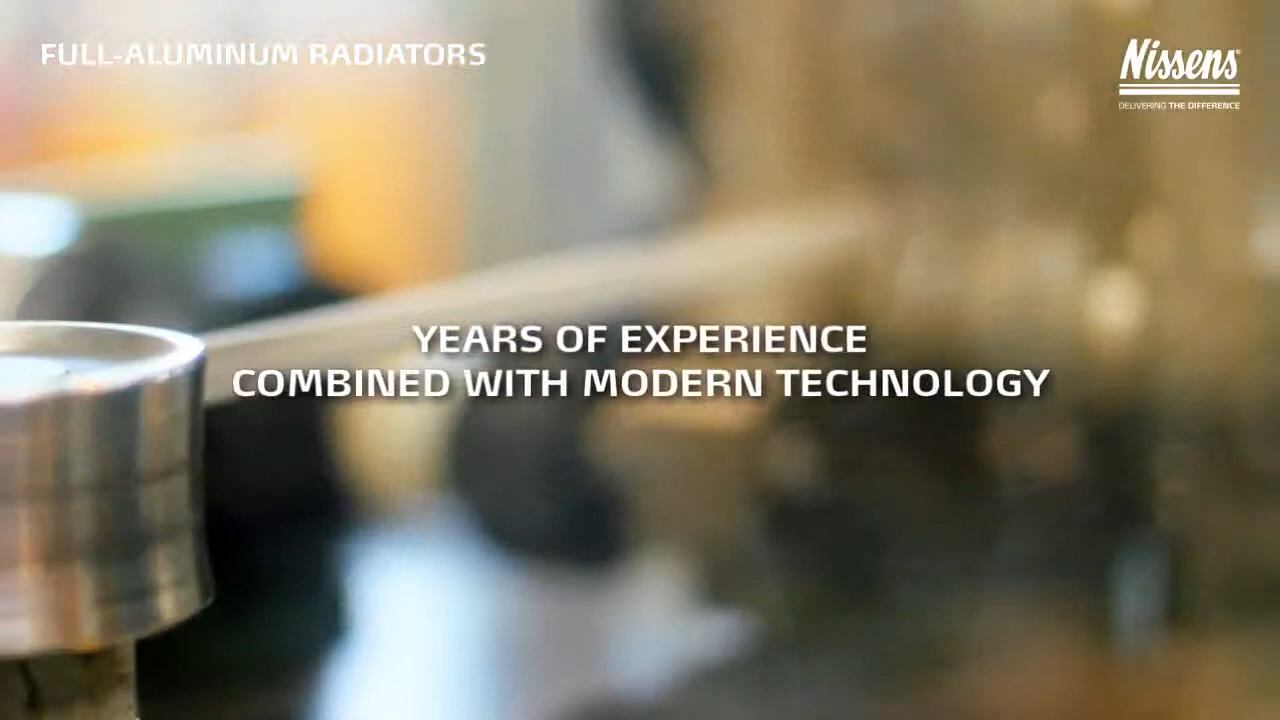 FULL-ALUMINUM RADIATORS
Nissens®
DELIVERING THE DIFFERENCE
YEARS OF EXPERIENCE
COMBINED WITH MODERN TECHNOLOGY